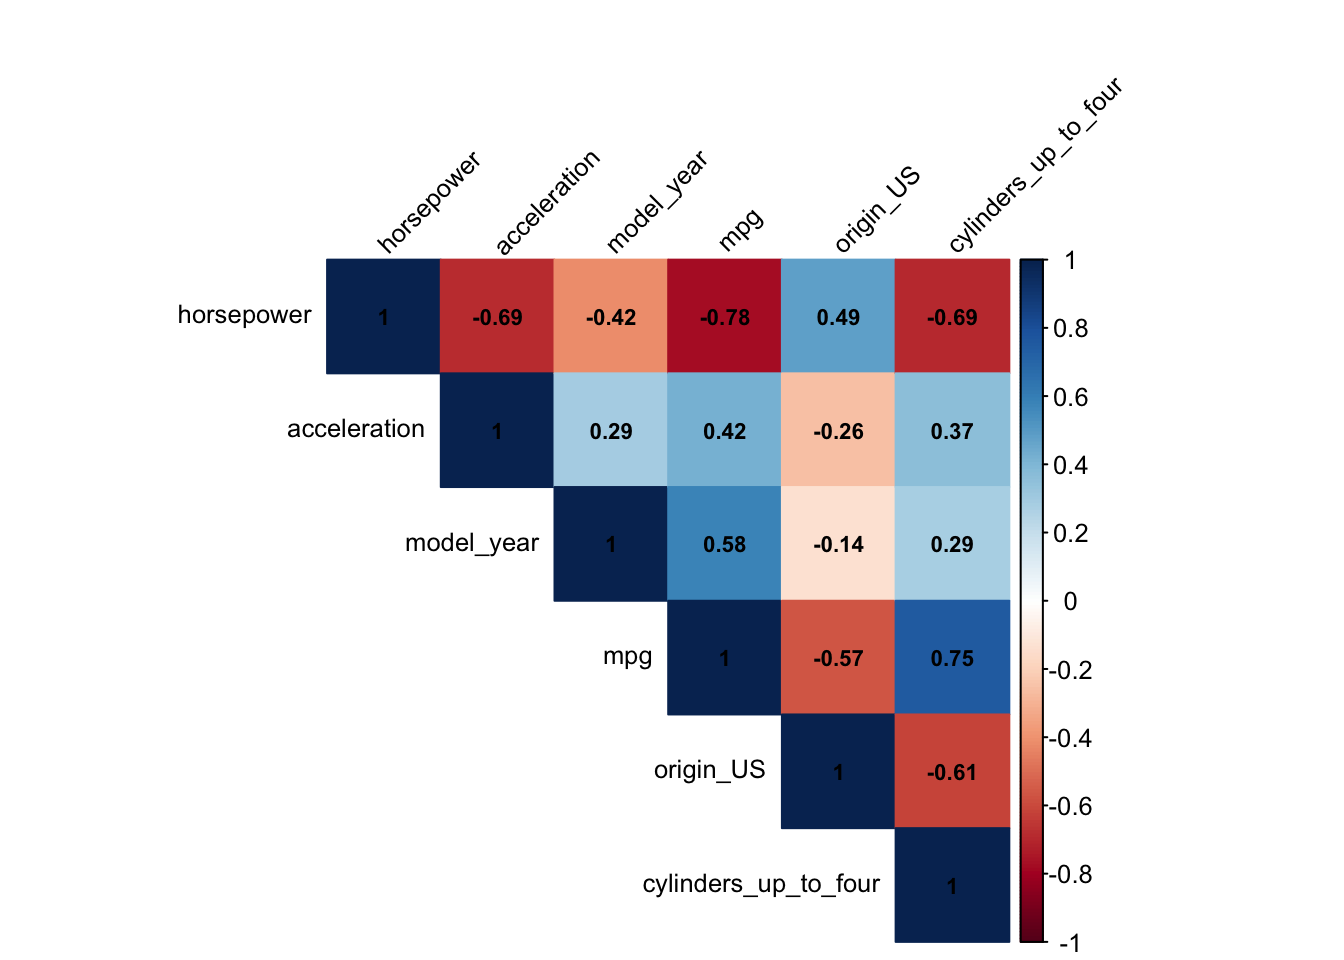 horsepower
acceleration
model_year
mpg
origin_US
cylinders_up_to_four
horsepower 1 -0.69 -0.42 -0.78 0.49 -0.69
acceleration 1 0.29 0.42 -0.26 0.37
model_year 1 0.58 -0.14 0.29
mpg 1 -0.57 0.75
origin_US 1 -0.61
cylinders_up_to_four 1
1
0.8
0.6
0.4
0.2
0
-0.2
-0.4
-0.6
-0.8
-1